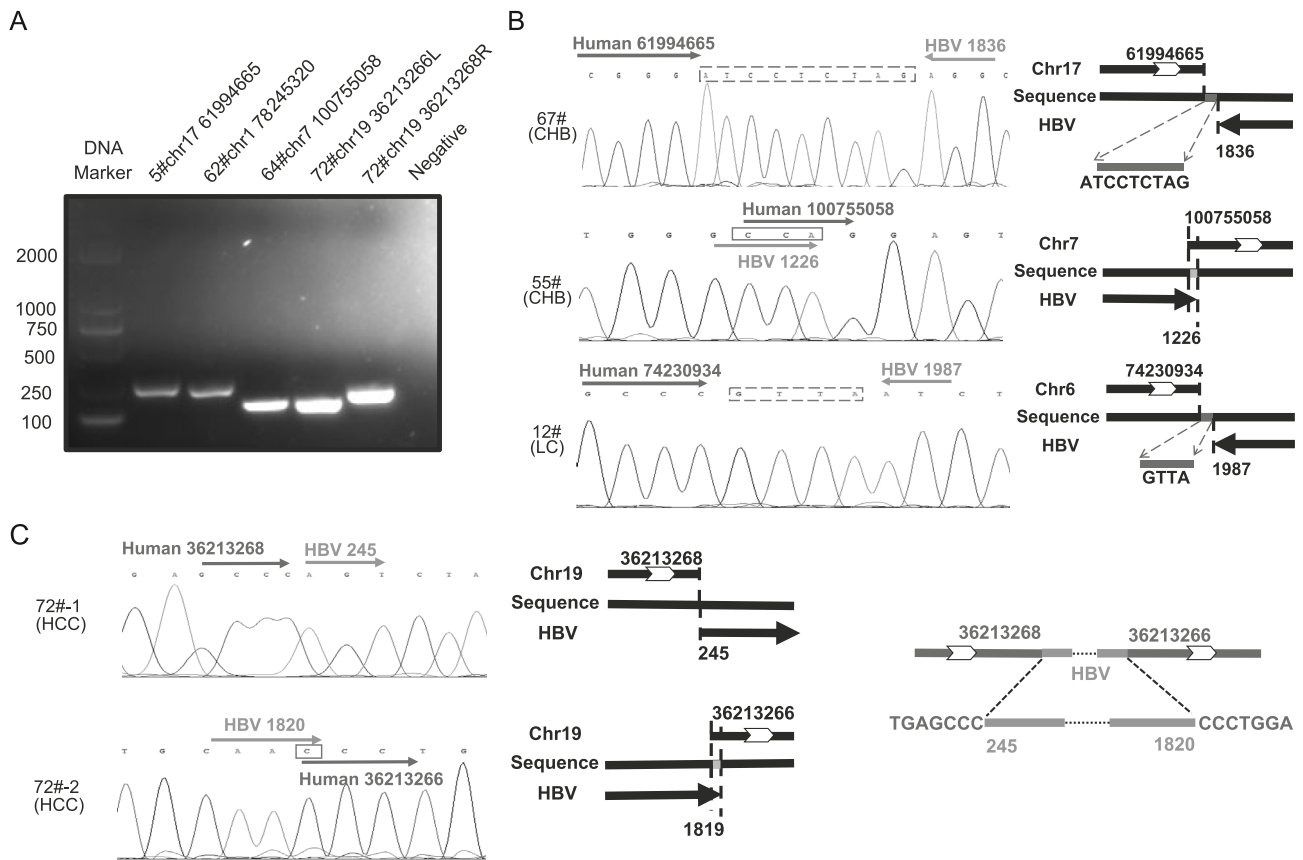 A
DNA
Marker
5#chr17 61994665
62#chr1 78245320
64#chr7 100755058
72#chr19 36213266L
72#chr19 36213268R
Negative
2000
1000
750
500
250
100
B
Human 61994665
HBV 1836
C G G G A T C C T C T A G A G G C
67#
(CHB)
Chr17
61994665
Sequence
HBV
1836
ATCCTCTAG
Human 100755058
T G G G C C A G G A G T
HBV 1226
55#
(CHB)
100755058
Chr7
Sequence
HBV
1226
Human 74230934
HBV 1987
G C C C G T T A A T C T
12#
(LC)
74230934
Chr6
Sequence
HBV
1987
GTTA
C
Human 36213268
HBV 245
G A G C C C A G T C T A
72#-1
(HCC)
36213268
Chr19
Sequence
HBV
245
HBV 1820
T G C A A C C C T G
Human 36213266
72#-2
(HCC)
36213266
Chr19
Sequence
HBV
1819
36213268
36213266
HBV
TGAGCCC
CCCTGGA
245
1820